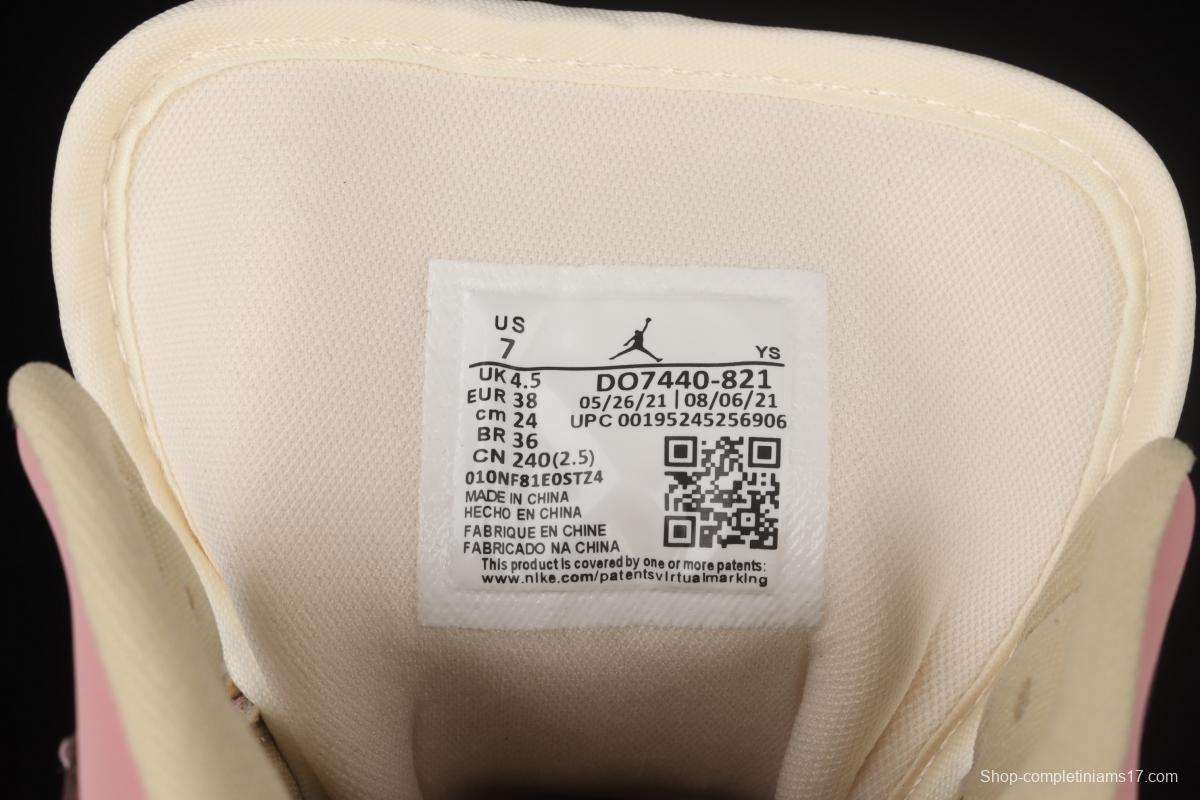 US
7
YS
UK 4.5
EUR 38
cm 24
BR 36
CN 240(2.5)
DO7440-821
05/26/21 | 08/06/21
UPC 00195245256906
010NF81E0STZ4
MADE IN CHINA
HECHO EN CHINA
FABRIQUE EN CHINE
FABRICADO NA CHINA
This product is covered by one or more patents:
www.nike.com/patentsvirtualmarking
Shop-completiniams17.com